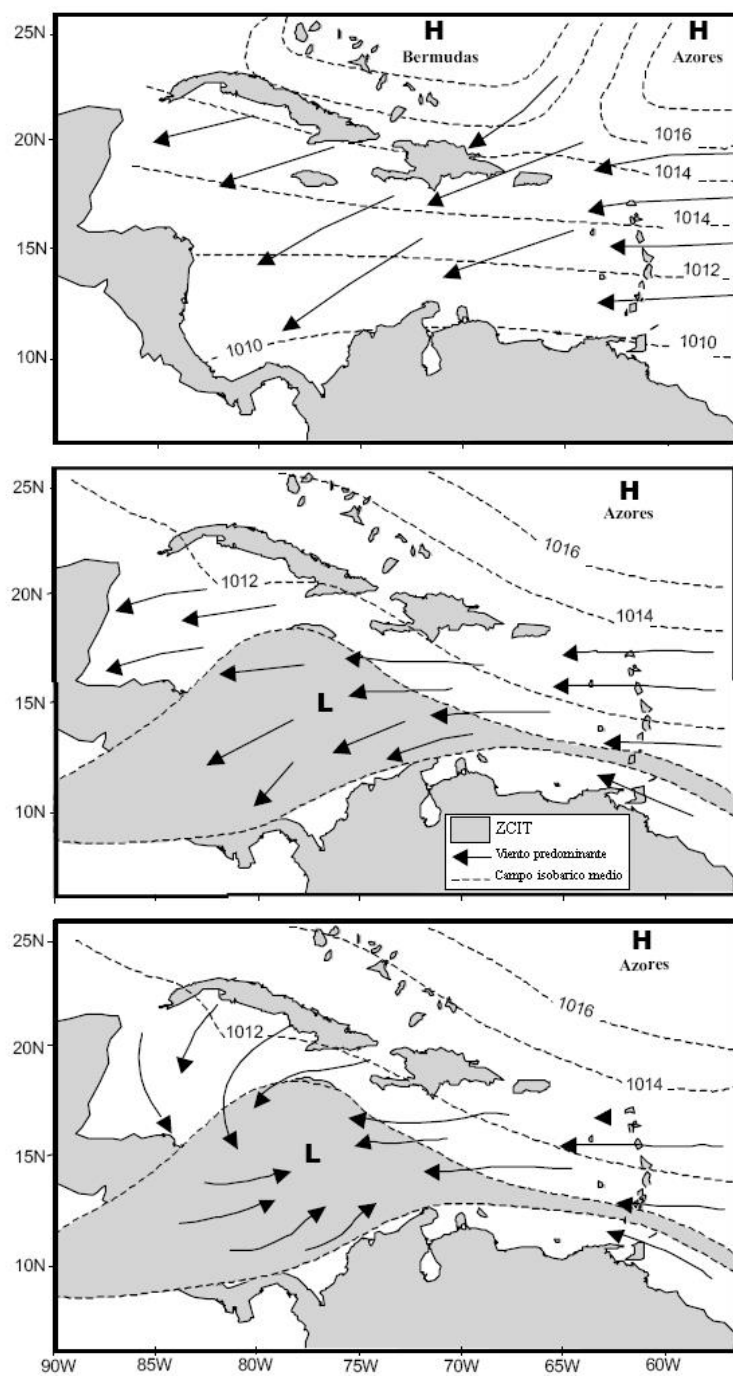 25N
H
H
Bermudas
Azores
20N
1016
1014
1014
15N
1012
1010
1010
10N
25N
H
Azores
1016
1012
20N
1014
15N
L
10N
ZCIT
Viento predominante
Campo isobarico medio
25N
H
Azores
1016
1012
20N
1014
15N
L
10N
90W
85W
80W
75W
70W
65W
60W